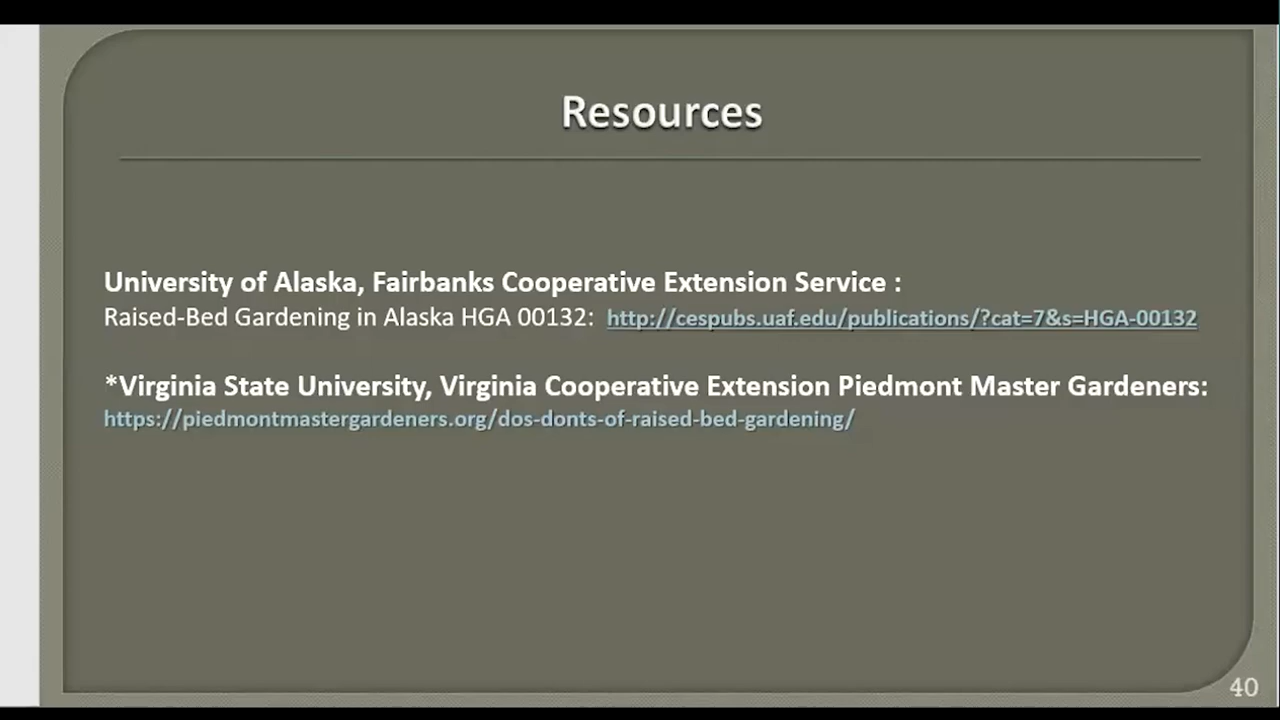 Resources
University of Alaska, Fairbanks Cooperative Extension Service :
Raised-Bed Gardening in Alaska HGA 00132: http://cespubs.uaf.edu/publications/?cat=7&s=HGA-00132
*Virginia State University, Virginia Cooperative Extension Piedmont Master Gardeners:
https://piedmontmastergardeners.org/dos-donts-of-raised-bed-gardening/
40